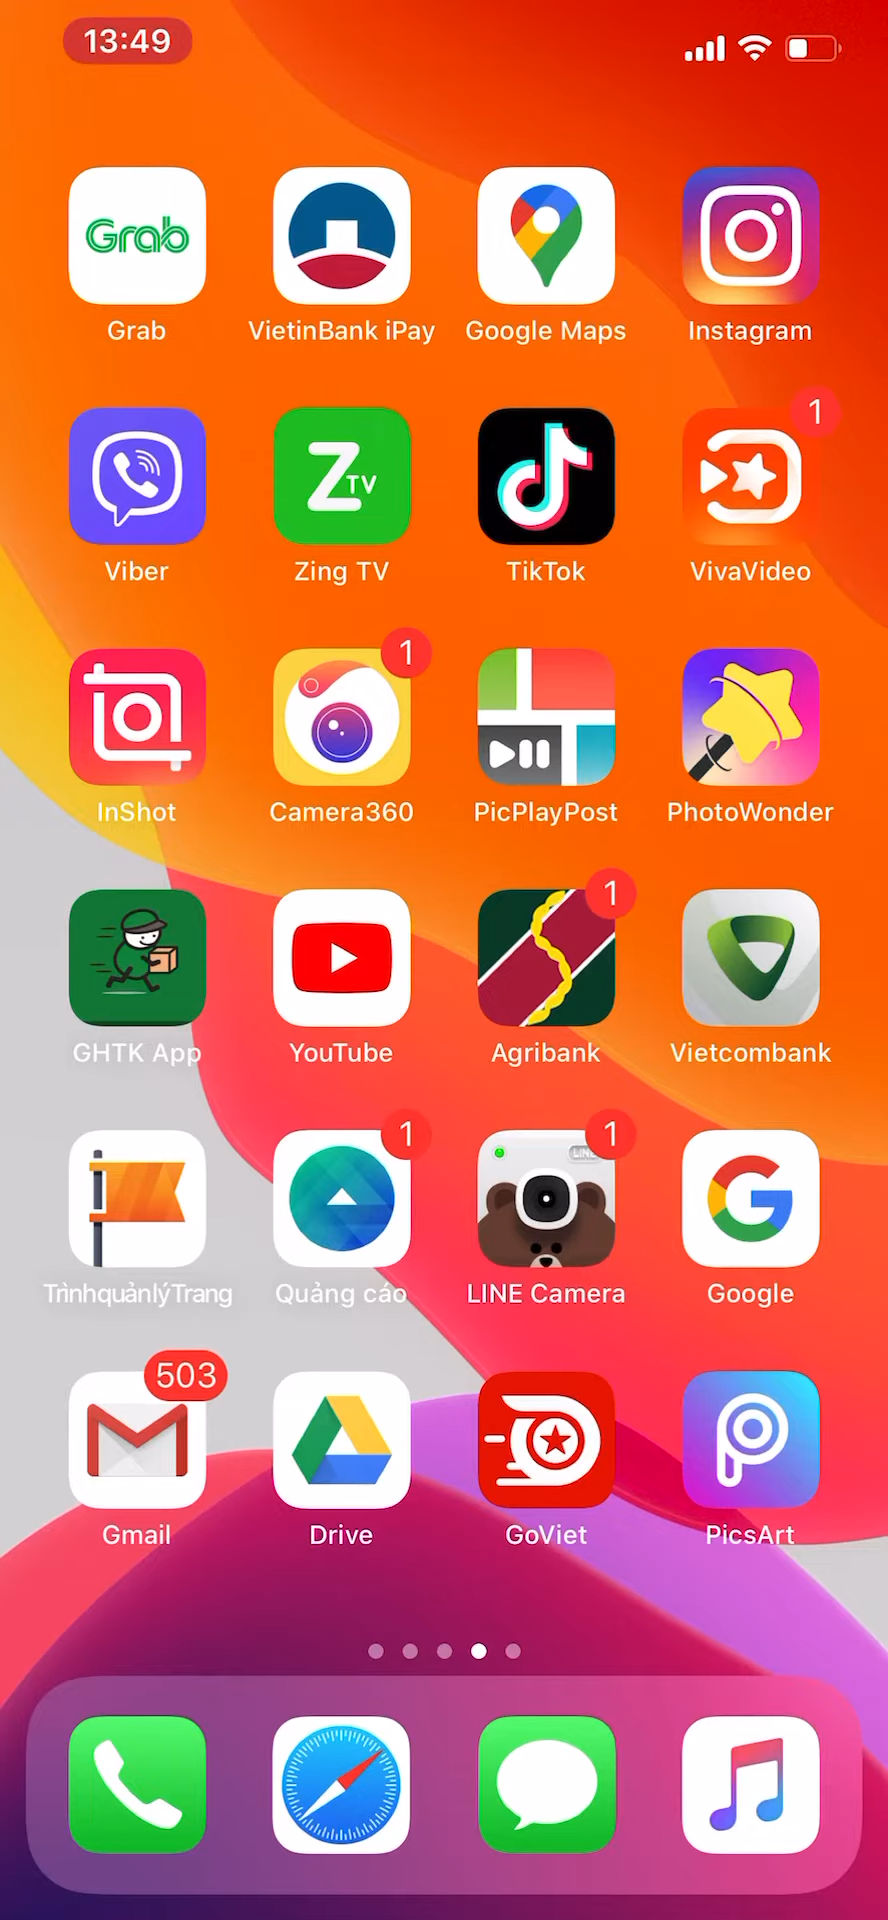 13:49
Grab
Grab
VietinBank iPay
Google Maps
Instagram
Z TV
1
Viber
Zing TV
TikTok
VivaVideo
1
InShot
Camera360
PicPlayPost
PhotoWonder
1
GHTK App
YouTube
Agribank
Vietcombank
1
LINE
1
TrìnhquảnlýTrang
Quảng cáo
LINE Camera
Google
503
Gmail
Drive
GoViet
PicsArt